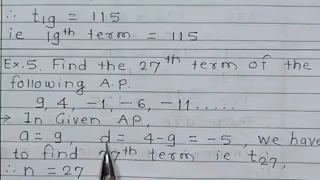 ∴ t₁₉ = 115
ie 19th term = 115
Ex.5. Find the 27th term of the
following A.P.
9, 4, -1, -6, -11.....
→ In Given AP,
a = 9, d = 4-9 = -5, we have
to find 27th term ie t₂₇,
∴ n = 27